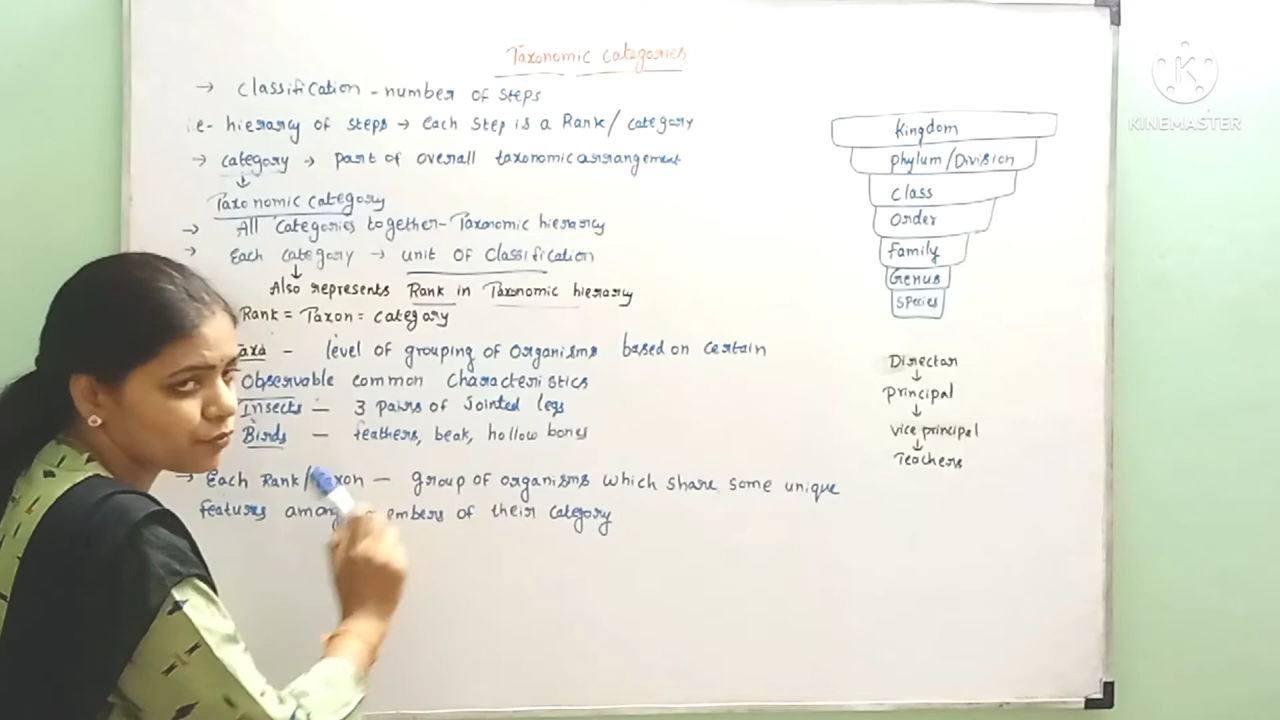 Taxonomic categories
→ classification - number of steps
i.e- hierarchy of steps → Each step is a Rank / category
→ category → part of overall taxonomic arrangement
↓
Taxonomic category
→ All categories together - Taxonomic hierarchy
→ Each category → unit of classification
↓
Also represents Rank in Taxonomic hierarchy
Rank = Taxon = category
axa - level of grouping of organisms based on certain
Observable common characteristics
Insects - 3 pairs of Jointed legs
Birds - feathers, beak, hollow bones
→ Each Rank/Taxon - group of organisms which share some unique
features among embers of their category
Kingdom
phylum/Division
class
order
family
Genus
species
Director
↓
principal
↓
vice principal
↓
Teachers
K
KINEMASTER